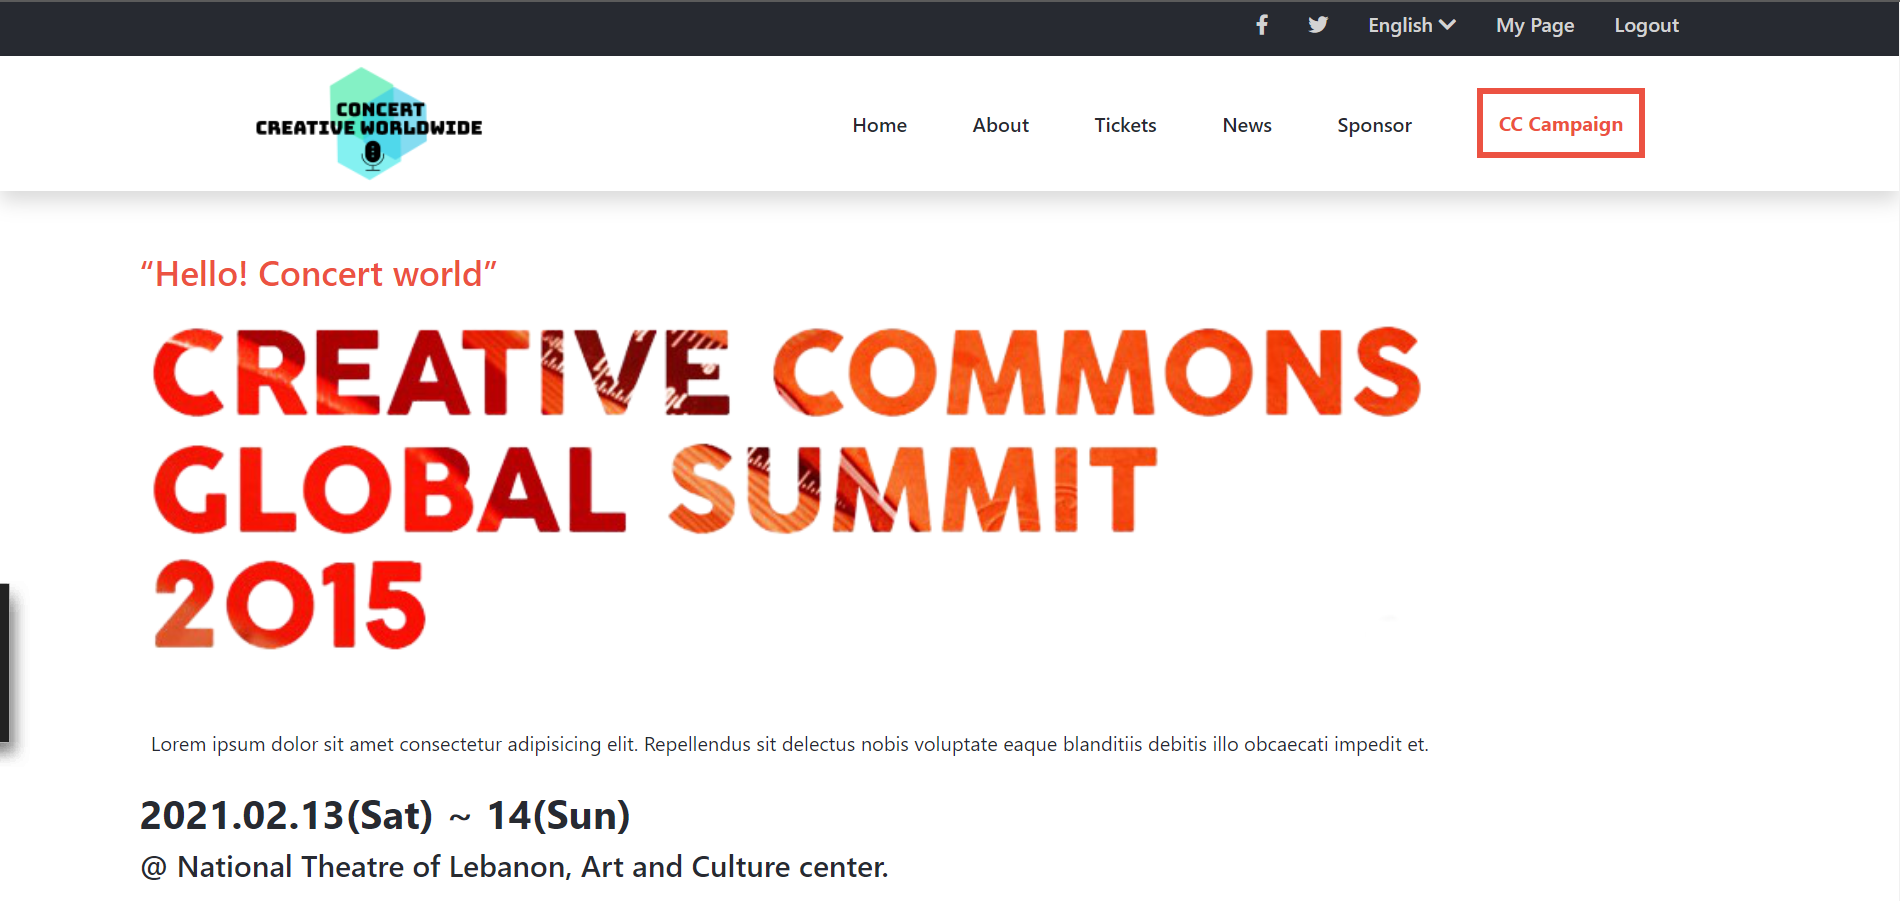 English My Page Logout
CONCERT
CREATIVE WORLDWIDE
Home About Tickets News Sponsor CC Campaign
“Hello! Concert world”
CREATIVE COMMONS
GLOBAL SUMMIT
2015
Lorem ipsum dolor sit amet consectetur adipisicing elit. Repellendus sit delectus nobis voluptate eaque blanditiis debitis illo obcaecati impedit et.
2021.02.13(Sat) ~ 14(Sun)
@ National Theatre of Lebanon, Art and Culture center.